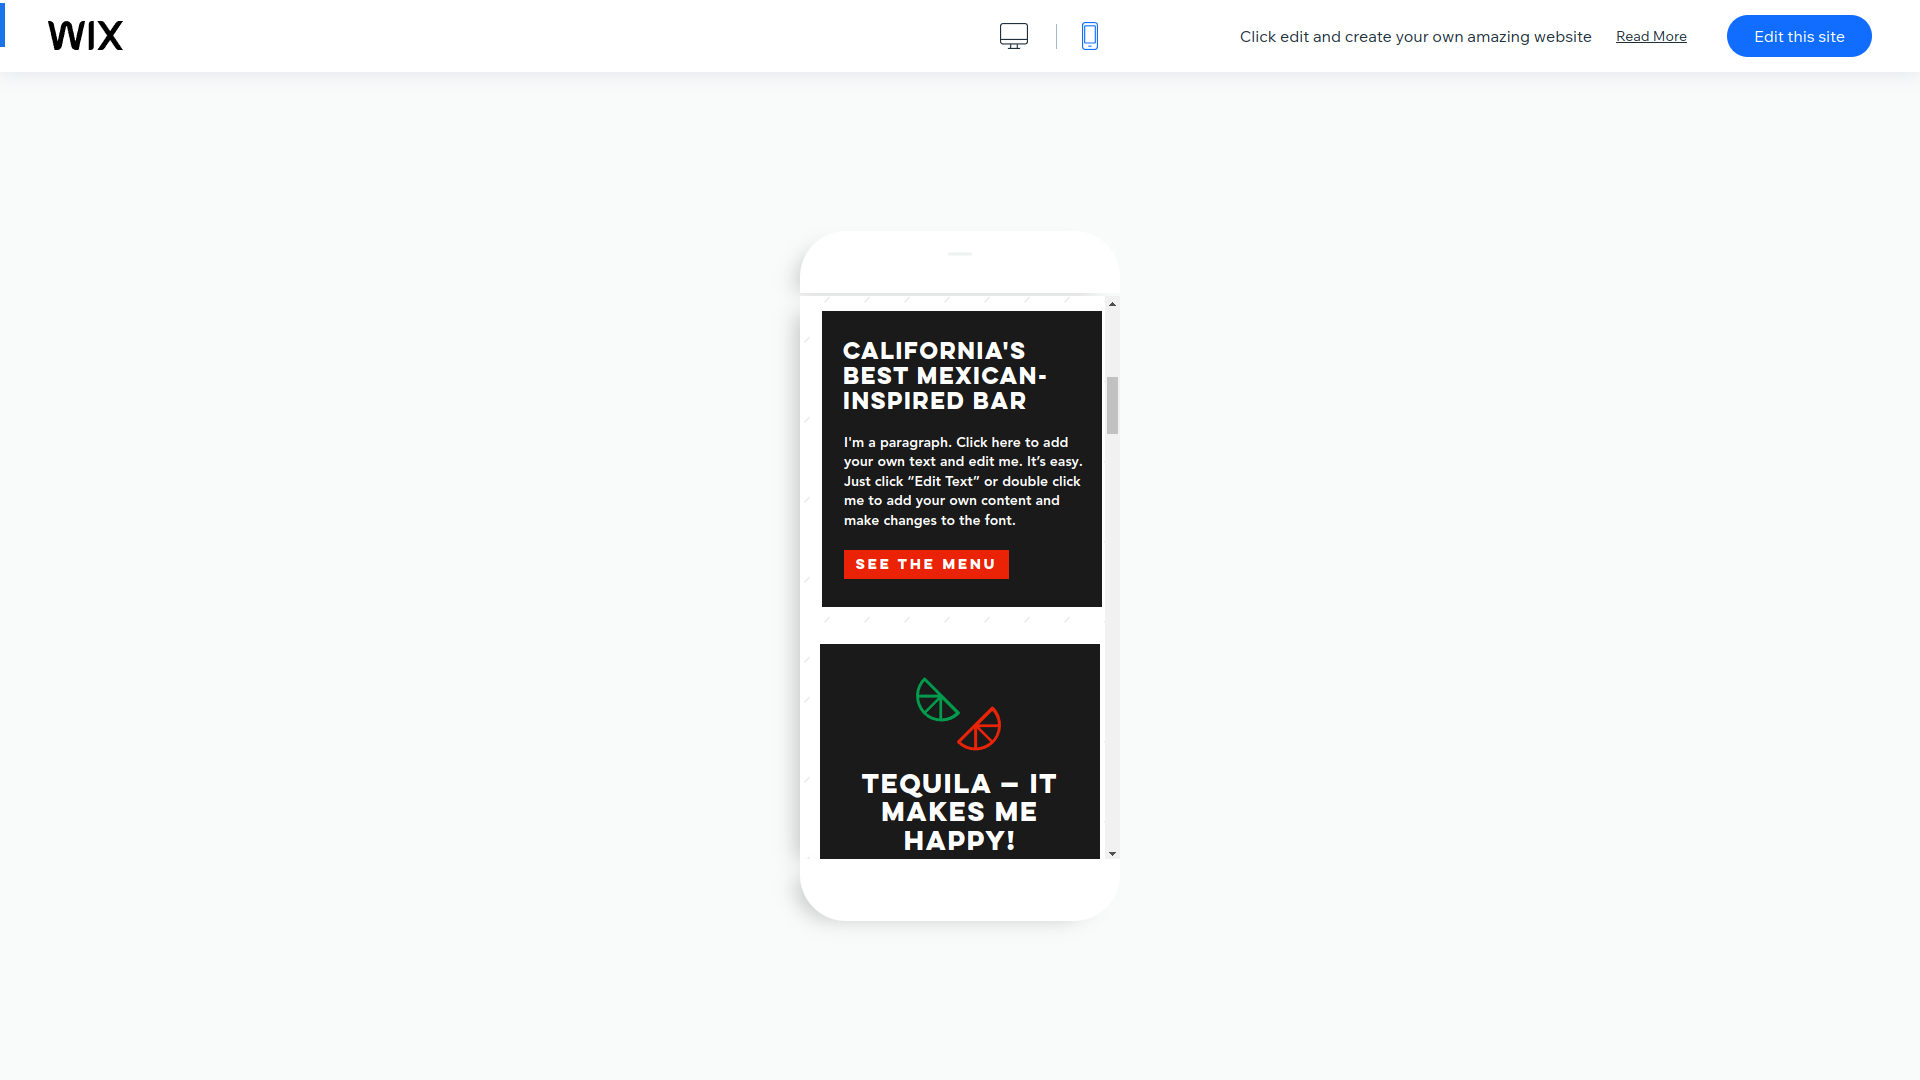 WIX
Click edit and create your own amazing website
Read More
Edit this site
CALIFORNIA'S
BEST MEXICAN-
INSPIRED BAR
I'm a paragraph. Click here to add
your own text and edit me. It’s easy.
Just click “Edit Text” or double click
me to add your own content and
make changes to the font.
SEE THE MENU
TEQUILA – IT
MAKES ME
HAPPY!